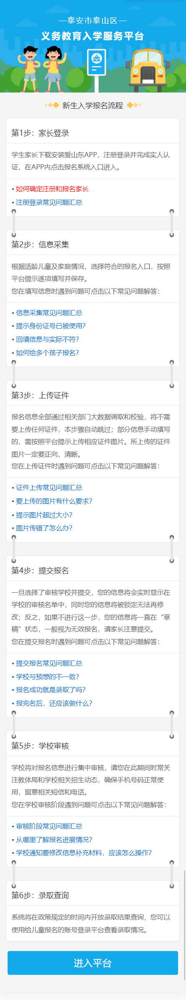 —泰安市泰山区—
义务教育入学服务平台
新生入学报名流程
第1步：家长登录
学生家长下载安装爱山东APP，注册登录并完成实人认
证，在APP内点击报名系统入口进入。
• 如何确定注册和报名家长
• 注册登录常见问题汇总
第2步：信息采集
根据适龄儿童及家庭情况，选择符合的报名入口，按照
平台提示逐项填写并保存。
您在填写信息时遇到问题可点击以下常见问题解答：
• 信息采集常见问题汇总
• 提示身份证号已被使用？
• 回填信息与实际不符？
• 如何给多个孩子报名？
第3步：上传证件
报名信息全部通过相关部门大数据调取和校验，将不需
要上传任何证件，本步骤自动跳过；部分信息手动填写
的，需按照平台提示上传相应证件图片。所上传的证件
图片一定要正向、清晰。
您在上传证件时遇到问题可点击以下常见问题解答：
• 证件上传常见问题汇总
• 要上传的图片有什么要求？
• 提示图片超过大小？
• 图片传错了怎么办？
第4步：提交报名
一旦选择了审核学校并提交，您的信息将会实时显示在
学校的审核名单中，同时您的信息将被锁定无法再修
改；反之，如果不进行这一步，您的信息将一直在“草
稿”状态，一般视为无效报名，请家长注意提交。
您在提交报名时遇到问题可点击以下常见问题解答：
• 提交报名常见问题汇总
• 学校与预想的不一致？
• 报名成功就是录取了吗？
• 报完名后，还应该做什么？
第5步：学校审核
学校将对报名信息进行集中审核，请您在此期间时常关
注教体局和学校相关招生动态，确保手机号码正常使
用，留意相关短信和电话。
您在学校审核阶段遇到问题可点击以下常见问题解答：
• 审核阶段常见问题汇总
• 从哪里了解报名进展情况？
• 学校通知要修改信息补充材料，应该怎么操作？
第6步：录取查询
系统将在政策规定的时间内开放录取结果查询，您可以
使用给儿童报名的账号登录平台查看录取情况。
进入平台